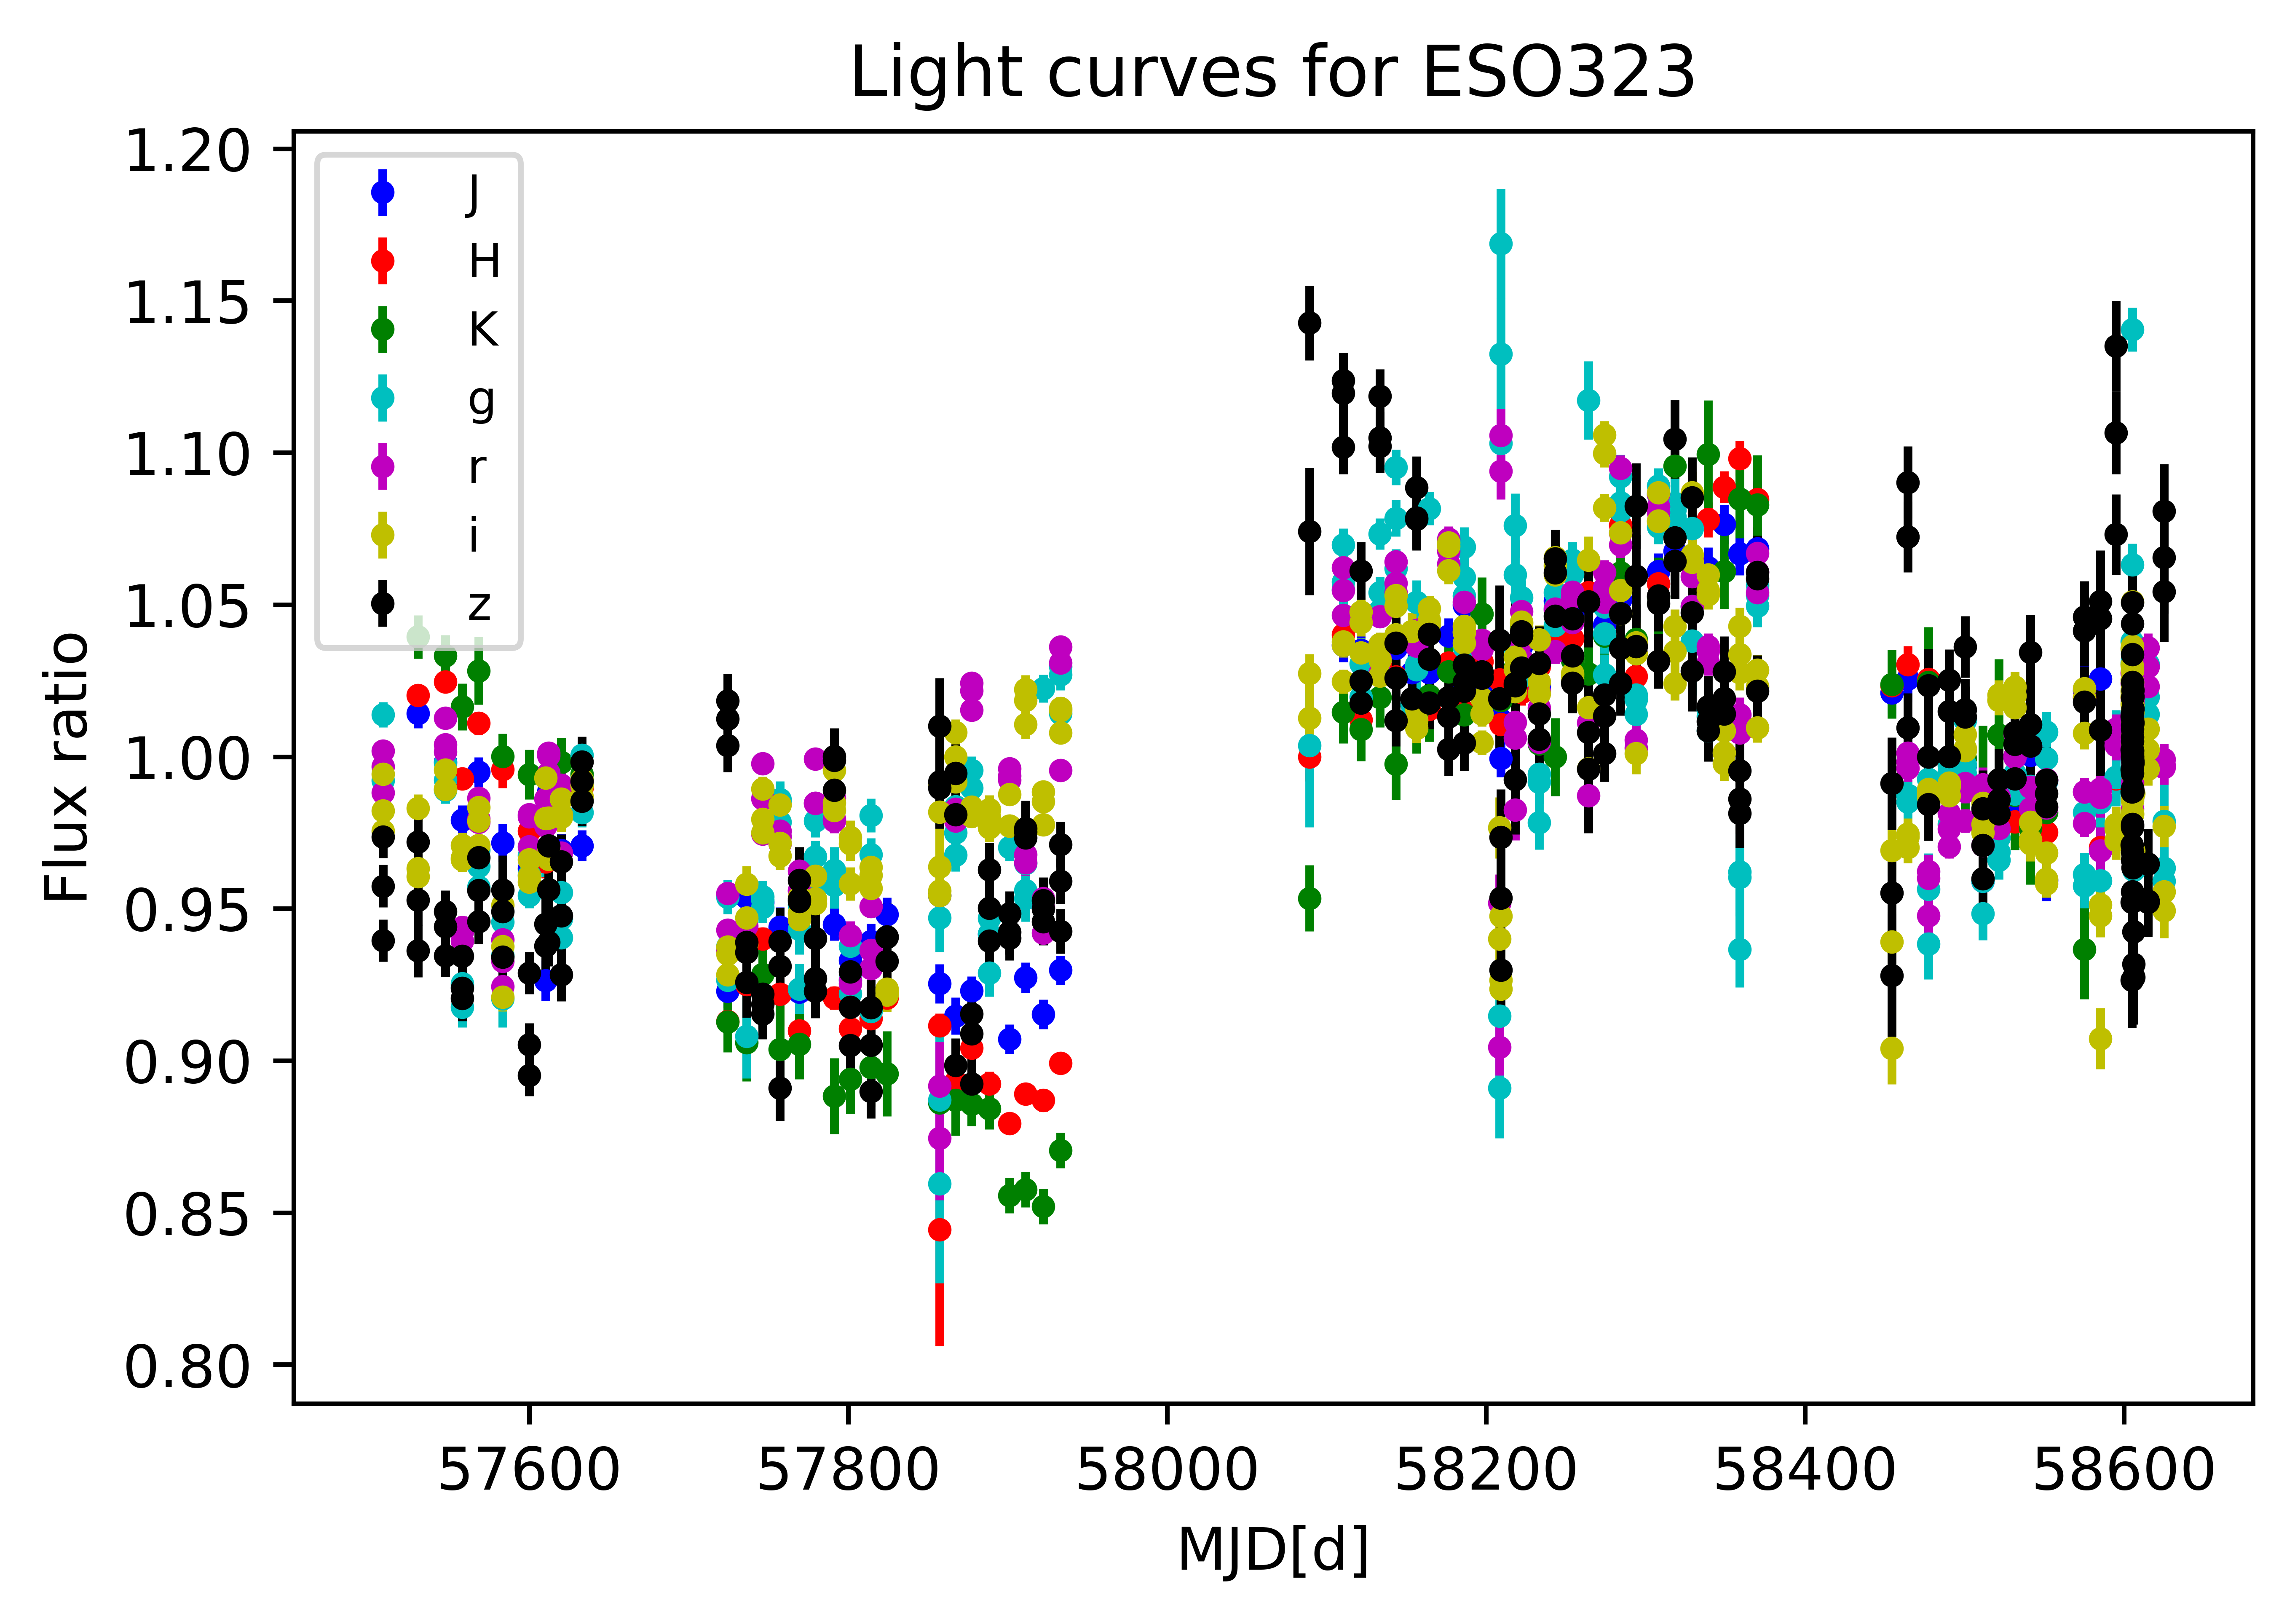 Light curves for ESO323
Flux ratio
1.20
1.15
1.10
1.05
1.00
0.95
0.90
0.85
0.80
J
H
K
g
r
i
z
57600 57800 58000 58200 58400 58600
MJD[d]